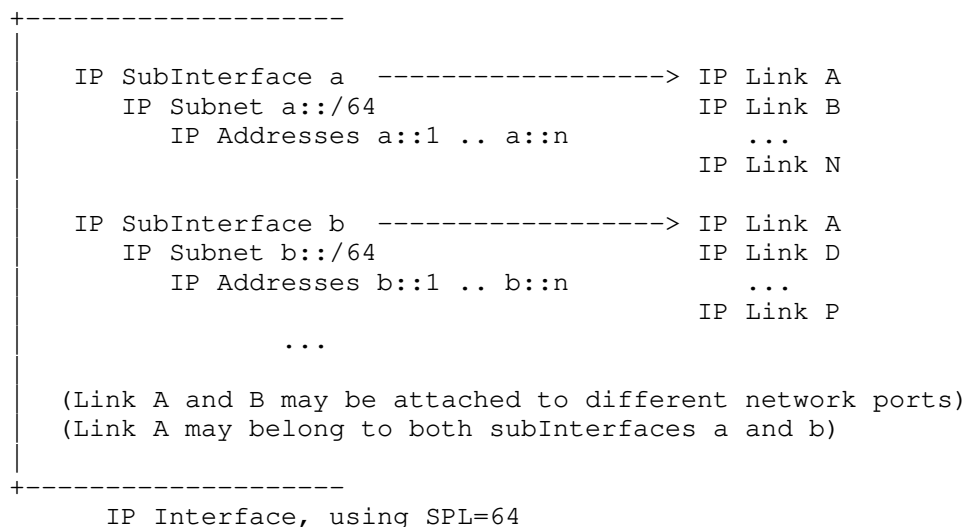 +--------------------
|
| IP SubInterface a ------------------> IP Link A
| IP Subnet a::/64 IP Link B
| IP Addresses a::1 .. a::n ...
| IP Link N
|
| IP SubInterface b ------------------> IP Link A
| IP Subnet b::/64 IP Link D
| IP Addresses b::1 .. b::n ...
| IP Link P
| ...
|
| (Link A and B may be attached to different network ports)
| (Link A may belong to both subInterfaces a and b)
|
+--------------------
IP Interface, using SPL=64